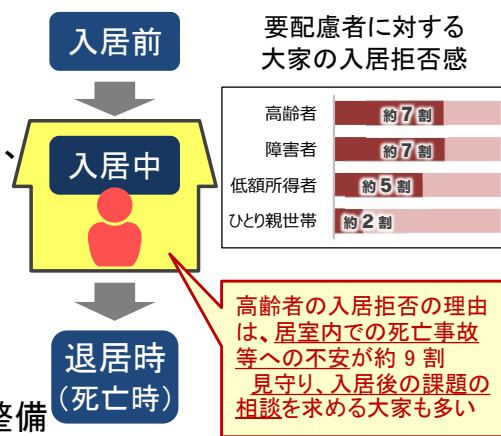 入居前
、
入居中
退居時
(死亡時)
整備
要配慮者に対する
大家の入居拒否感
高齢者 約7割
障害者 約7割
低額所得者 約5割
ひとり親世帯 約2割
高齢者の入居拒否の理由
は、居室内での死亡事故
等への不安が約 9 割
見守り、入居後の課題の
相談を求める大家も多い